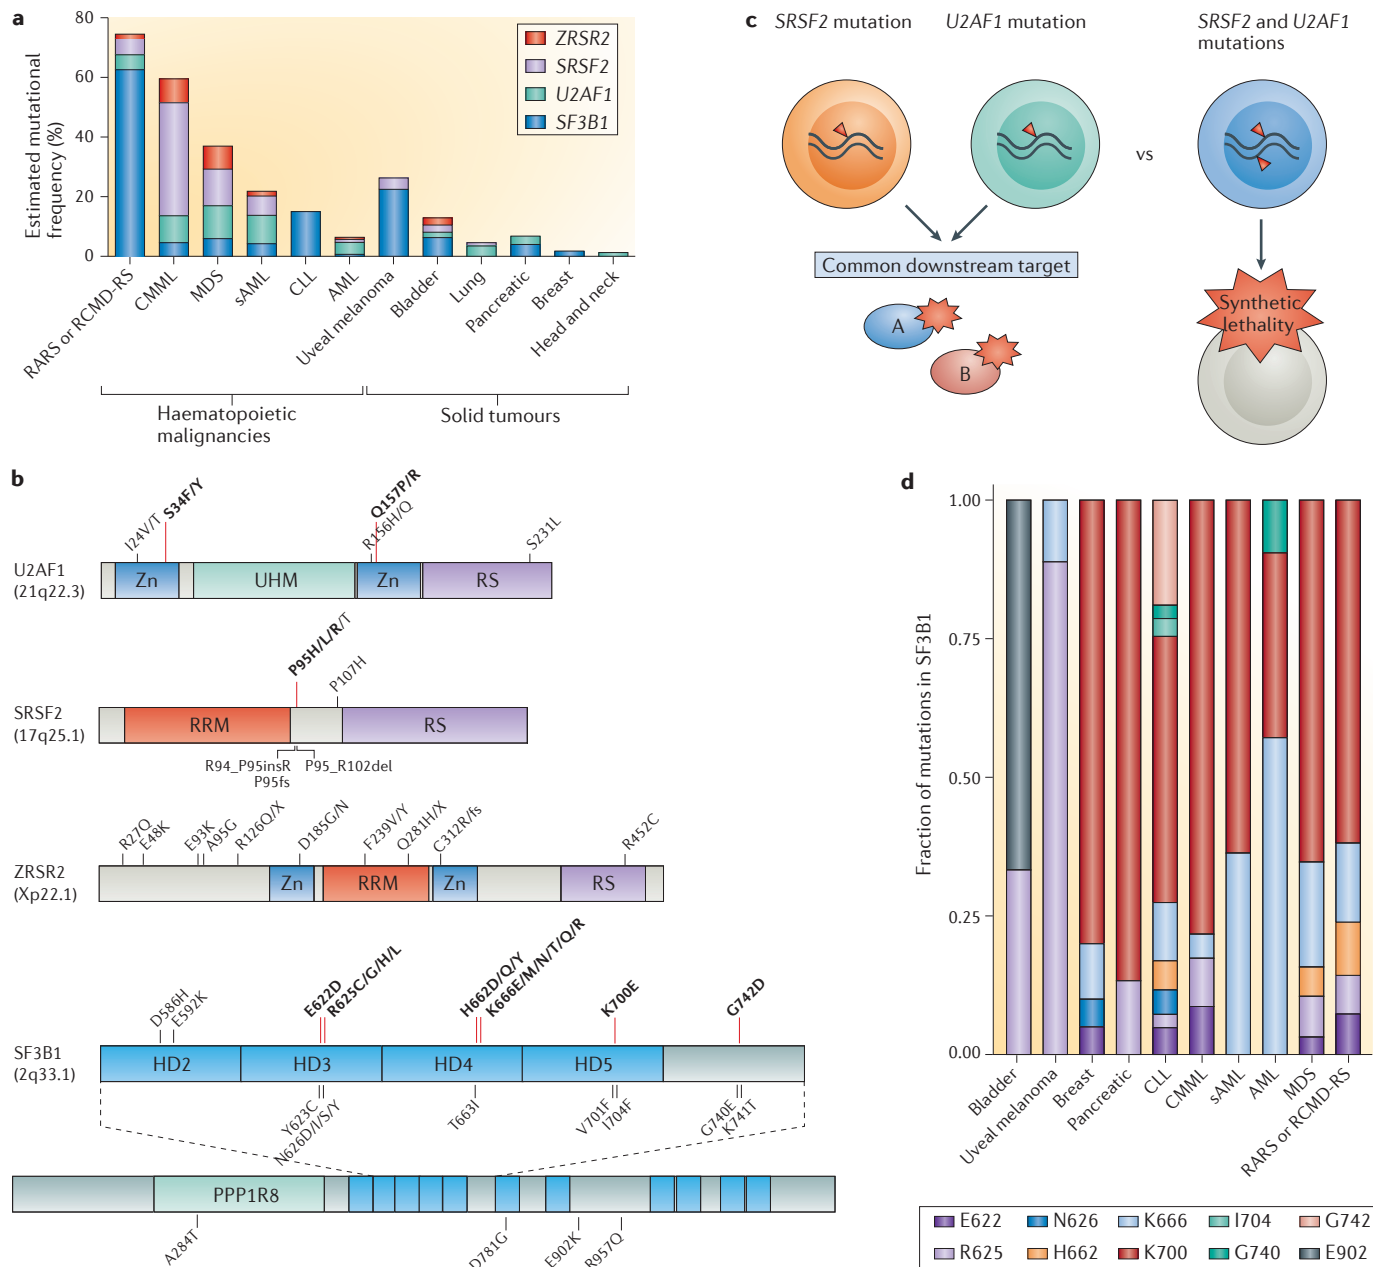 a
Estimated mutational
frequency (%)
80
60
40
20
0
ZRSR2
SRSF2
U2AF1
SF3B1
RARS or RCMD-RS
CMML
MDS
sAML
CLL
AML
Uveal melanoma
Bladder
Lung
Pancreatic
Breast
Head and neck
Haematopoietic
malignancies
Solid tumours
c
SRSF2 mutation
U2AF1 mutation
SRSF2 and U2AF1
mutations
vs
Common downstream target
A
B
Synthetic
lethality
b
I24V/T
S34F/Y
Q157P/R
R156H/Q
S231L
U2AF1
(21q22.3)
Zn
UHM
Zn
RS
P95H/L/R/T
P107H
SRSF2
(17q25.1)
RRM
RS
R94_P95insR
P95fs
P95_R102del
R27Q
E48K
E93K
A95G
R126Q/X
D185G/N
F239V/Y
Q281H/X
C312R/fs
R452C
ZRSR2
(Xp22.1)
Zn
RRM
Zn
RS
D586H
E592K
E622D
R625C/G/H/L
H662D/Q/Y
K666E/M/N/T/Q/R
K700E
G742D
SF3B1
(2q33.1)
HD2
HD3
HD4
HD5
Y623C
N626D/I/S/Y
T663I
V701F
I704F
G740E
K741T
PPP1R8
A284T
D781G
E902K
R957Q
d
Fraction of mutations in SF3B1
1.00
0.75
0.50
0.25
0.00
Bladder
Uveal melanoma
Breast
Pancreatic
CLL
CMML
sAML
AML
MDS
RARS or RCMD-RS
E622
N626
K666
I704
G742
R625
H662
K700
G740
E902